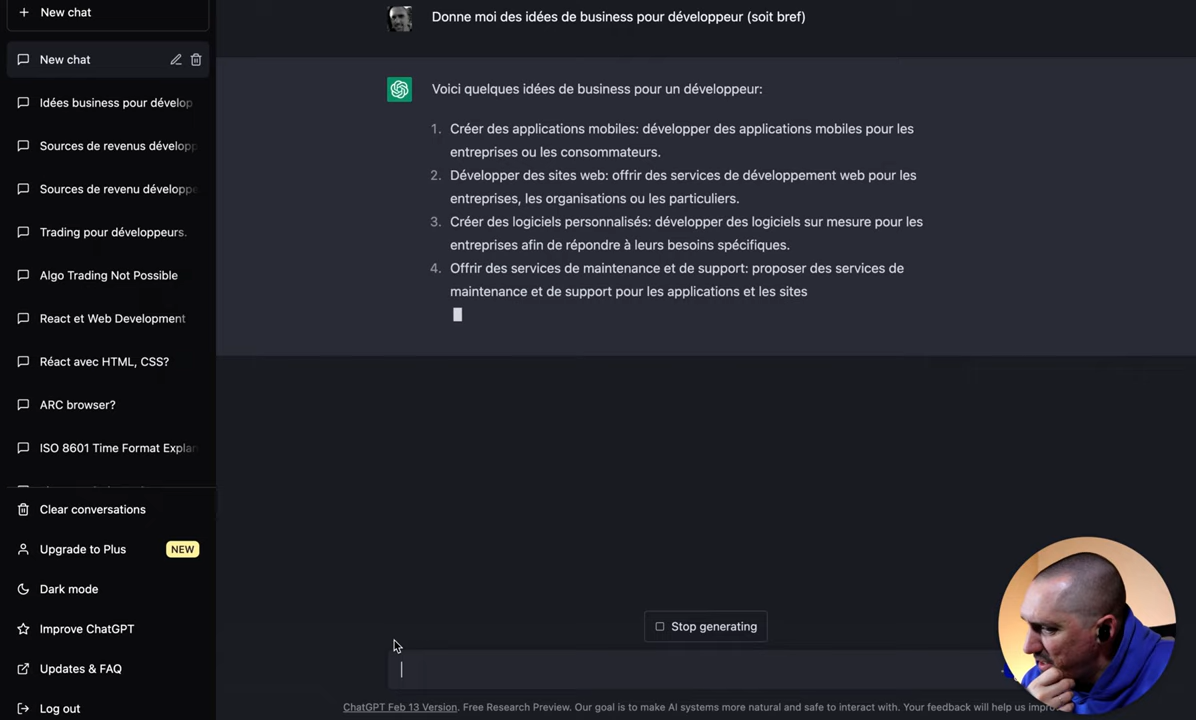 New chat
New chat
Idées business pour dévelop
Sources de revenus développ
Sources de revenu développe
Trading pour développeurs.
Algo Trading Not Possible
React et Web Development
Réact avec HTML, CSS?
ARC browser?
ISO 8601 Time Format Explan
Clear conversations
Upgrade to Plus NEW
Dark mode
Improve ChatGPT
Updates & FAQ
Log out
Donne moi des idées de business pour développeur (soit bref)
Voici quelques idées de business pour un développeur:
1. Créer des applications mobiles: développer des applications mobiles pour les
entreprises ou les consommateurs.
2. Développer des sites web: offrir des services de développement web pour les
entreprises, les organisations ou les particuliers.
3. Créer des logiciels personnalisés: développer des logiciels sur mesure pour les
entreprises afin de répondre à leurs besoins spécifiques.
4. Offrir des services de maintenance et de support: proposer des services de
maintenance et de support pour les applications et les sites
Stop generating
ChatGPT Feb 13 Version. Free Research Preview. Our goal is to make AI systems more natural and safe to interact with. Your feedback will help us